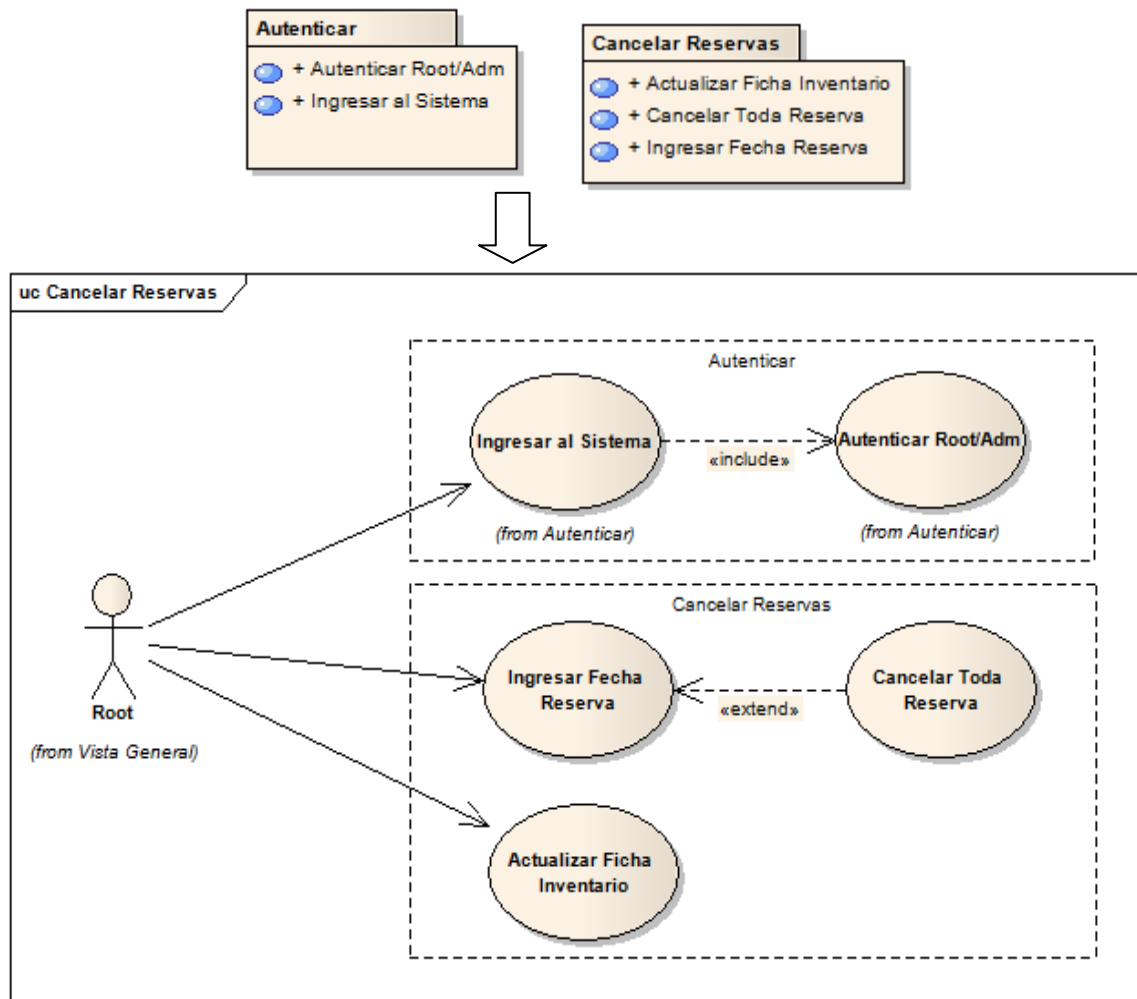 Autenticar
+ Autenticar Root/Adm
+ Ingresar al Sistema
Cancelar Reservas
+ Actualizar Ficha Inventario
+ Cancelar Toda Reserva
+ Ingresar Fecha Reserva
uc Cancelar Reservas
Autenticar
Ingresar al Sistema
«include»
Autenticar Root/Adm
(from Autenticar)
(from Autenticar)
Cancelar Reservas
Ingresar Fecha
Reserva
«extend»
Cancelar Toda
Reserva
Root
(from Vista General)
Actualizar Ficha
Inventario